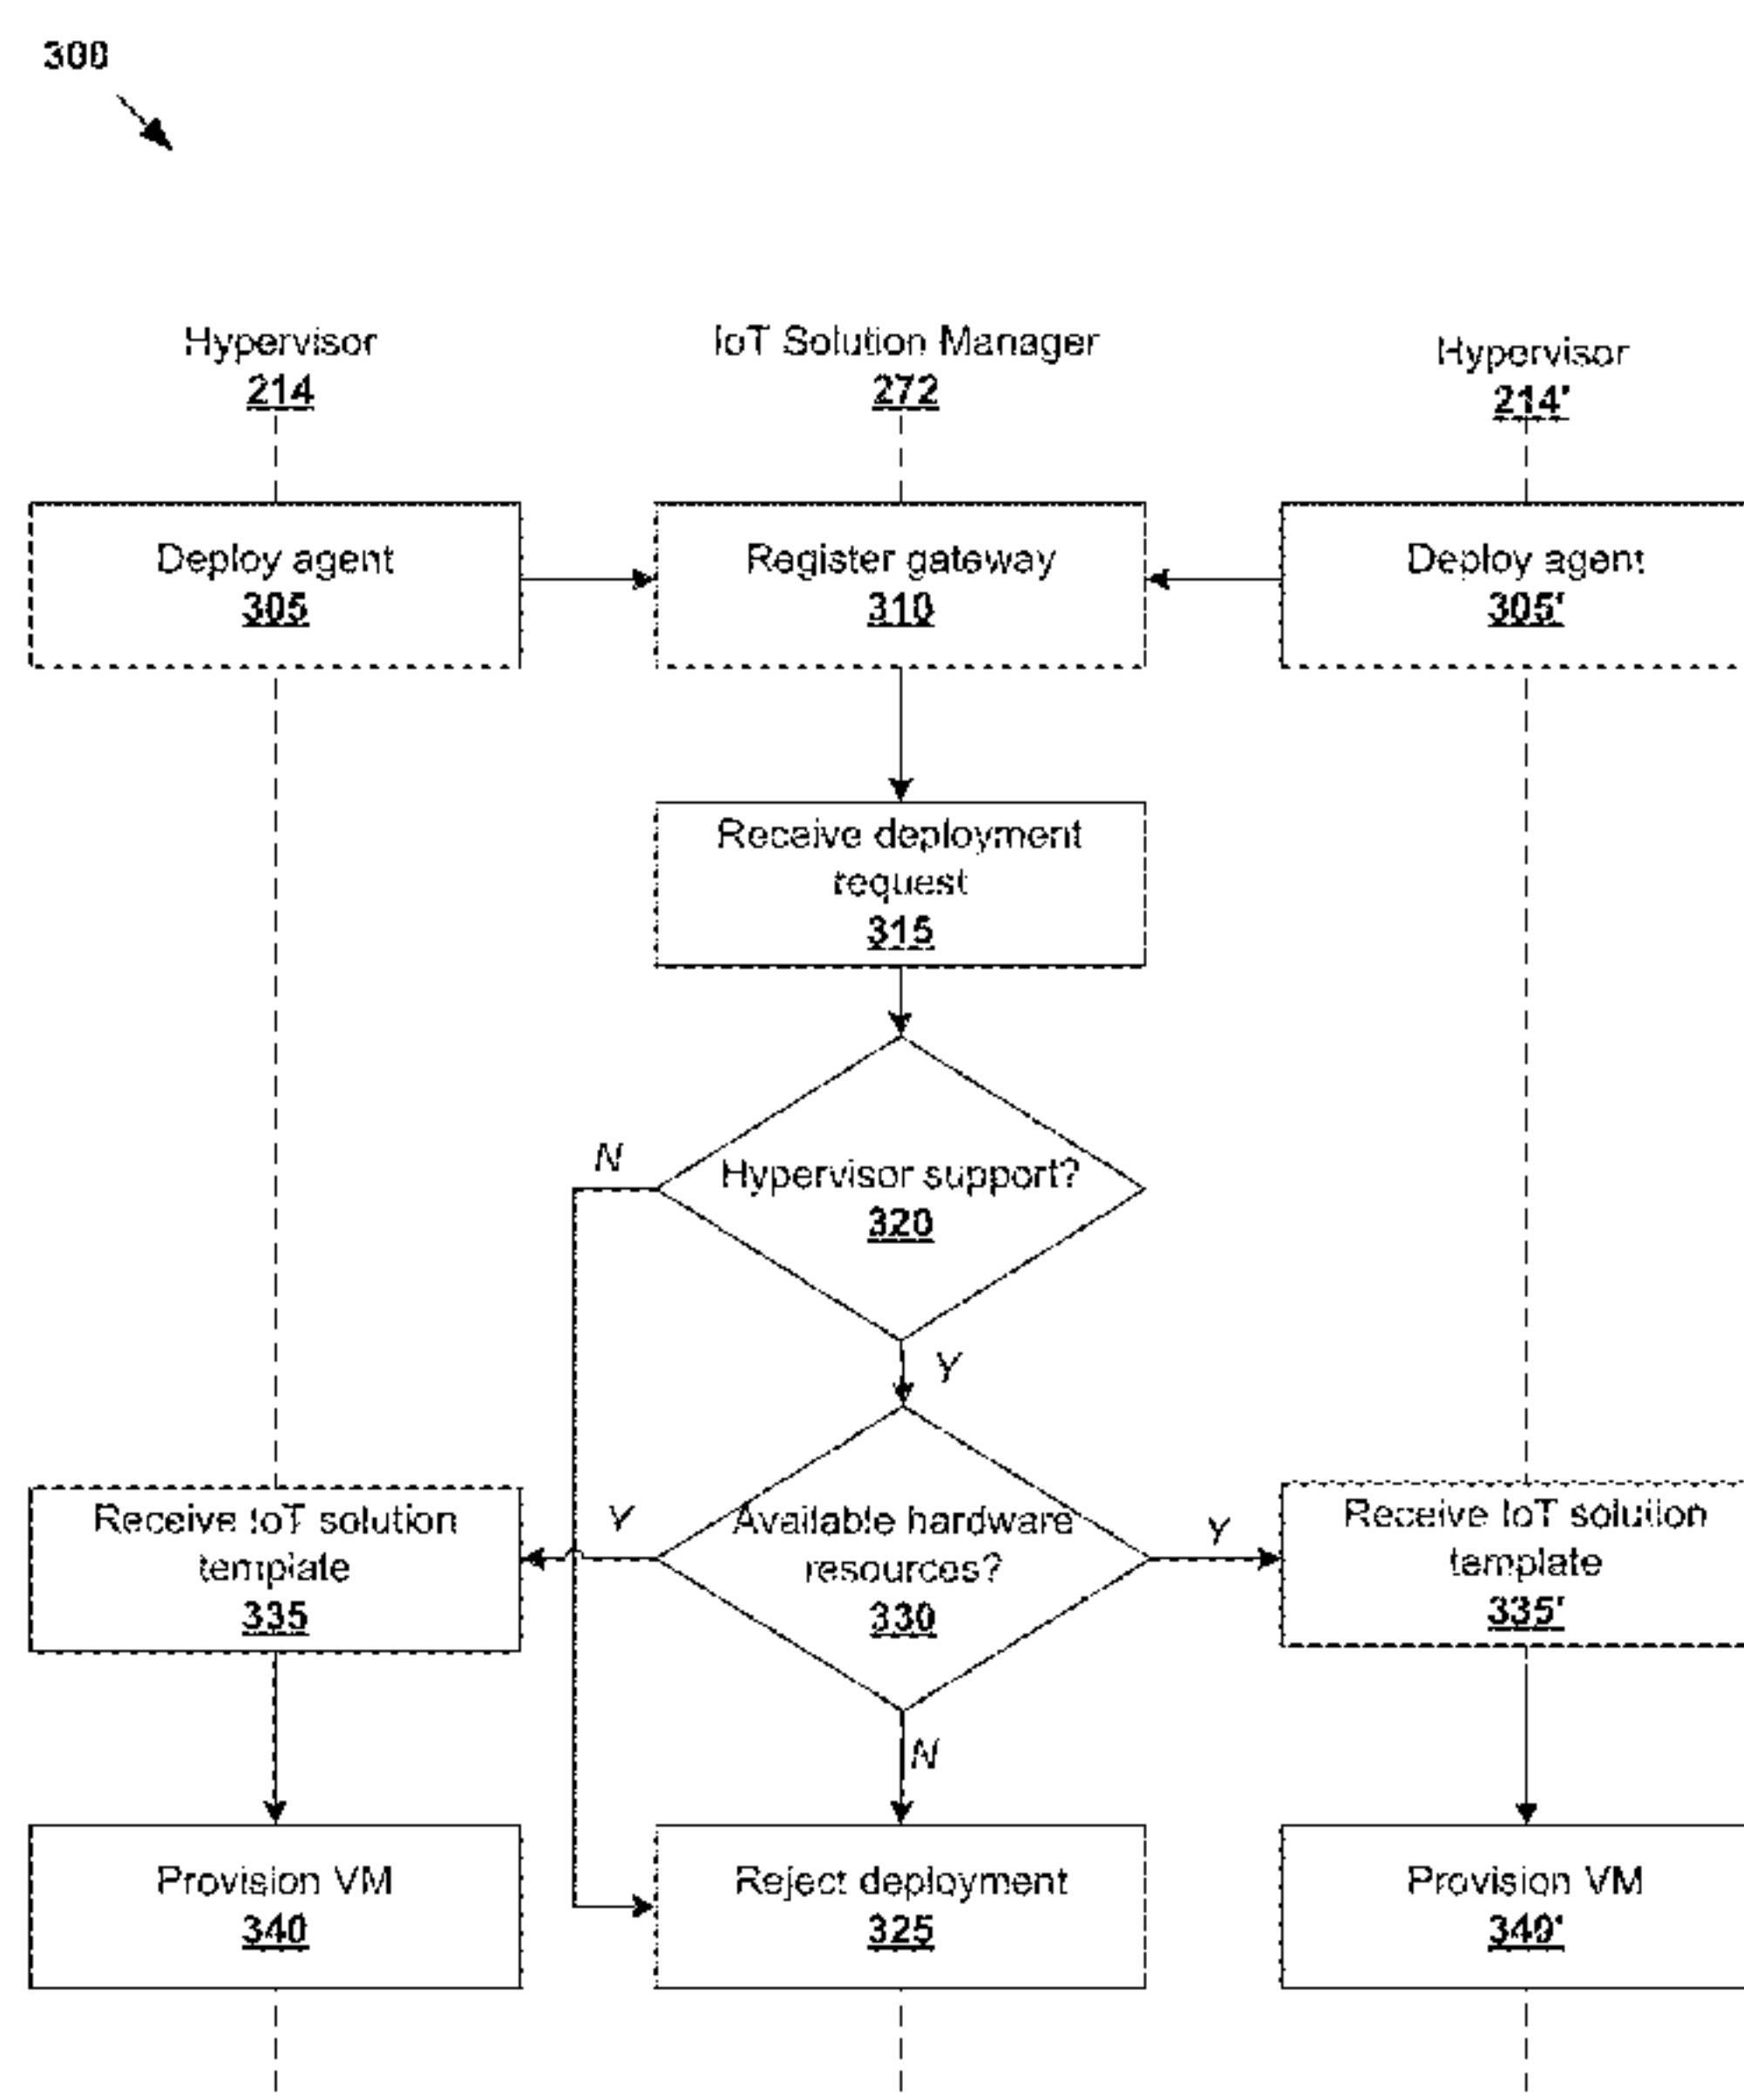 300
Hypervisor
214
IoT Solution Manager
272
Hypervisor
214'
Deploy agent
305
Register gateway
310
Deploy agent
305'
Receive deployment
request
315
N
Hypervisor support?
320
Y
Receive IoT solution
template
335
Y
Available hardware
resources?
330
Y
Receive IoT solution
template
335'
N
Provision VM
340
Reject deployment
325
Provision VM
340'